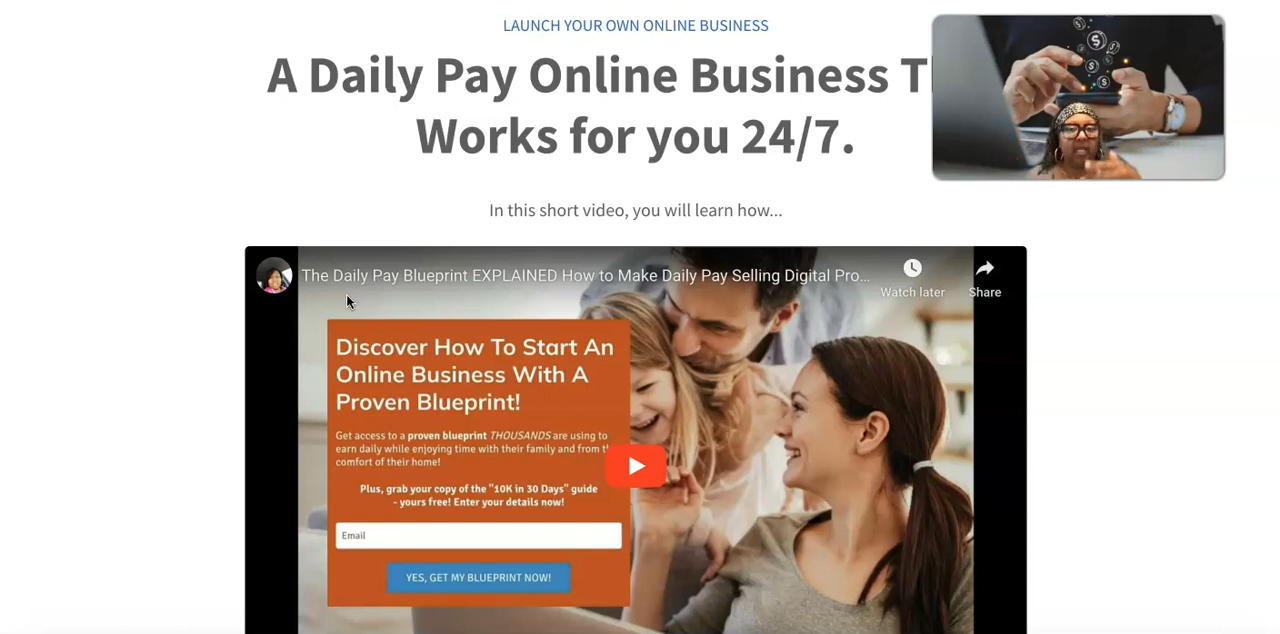 LAUNCH YOUR OWN ONLINE BUSINESS
A Daily Pay Online Business T
Works for you 24/7.
In this short video, you will learn how...
The Daily Pay Blueprint EXPLAINED How to Make Daily Pay Selling Digital Pro...
Watch later
Share
Discover How To Start An
Online Business With A
Proven Blueprint!
Get access to a proven blueprint THOUSANDS are using to
earn daily while enjoying time with their family and from
comfort of their home!
Plus, grab your copy of the "10K in 30 Days" guide
- yours free! Enter your details now!
Email
YES, GET MY BLUEPRINT NOW!